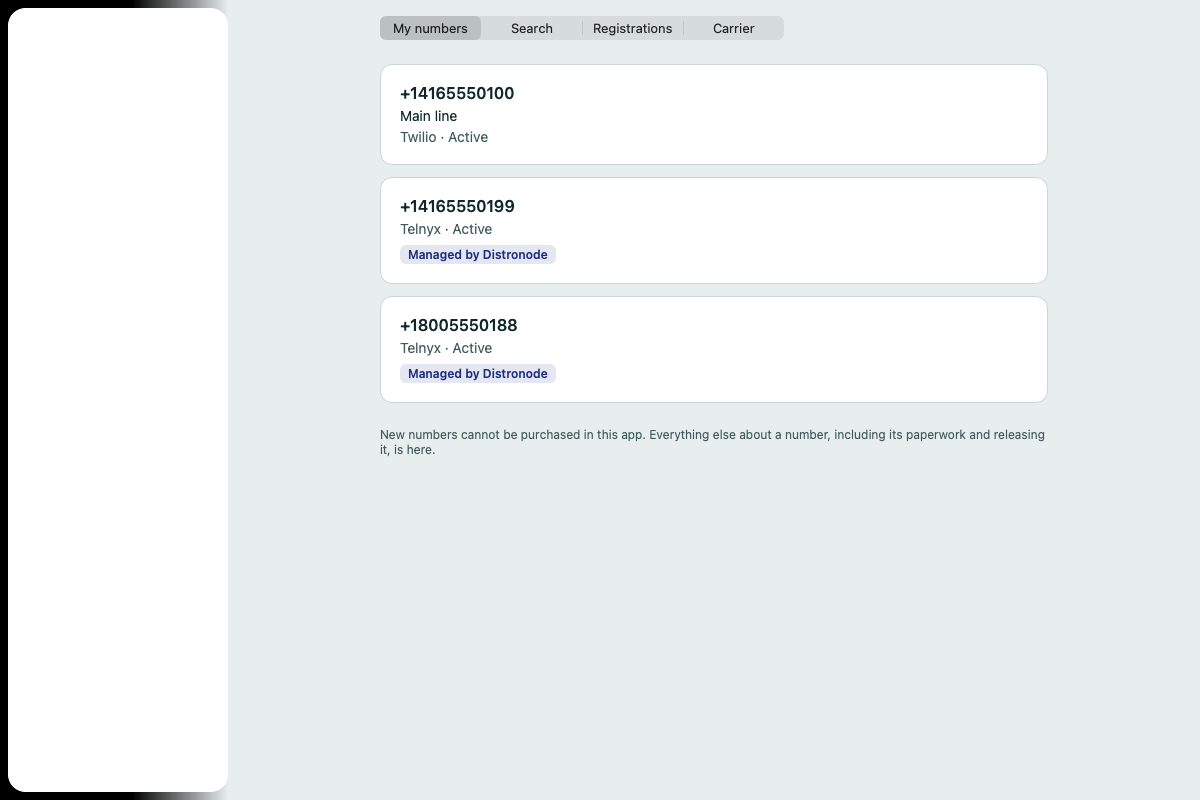 My numbers
Search
Registrations
Carrier
+14165550100
Main line
Twilio · Active
+14165550199
Telnyx · Active
Managed by Distronode
+18005550188
Telnyx · Active
Managed by Distronode
New numbers cannot be purchased in this app. Everything else about a number, including its paperwork and releasing
it, is here.